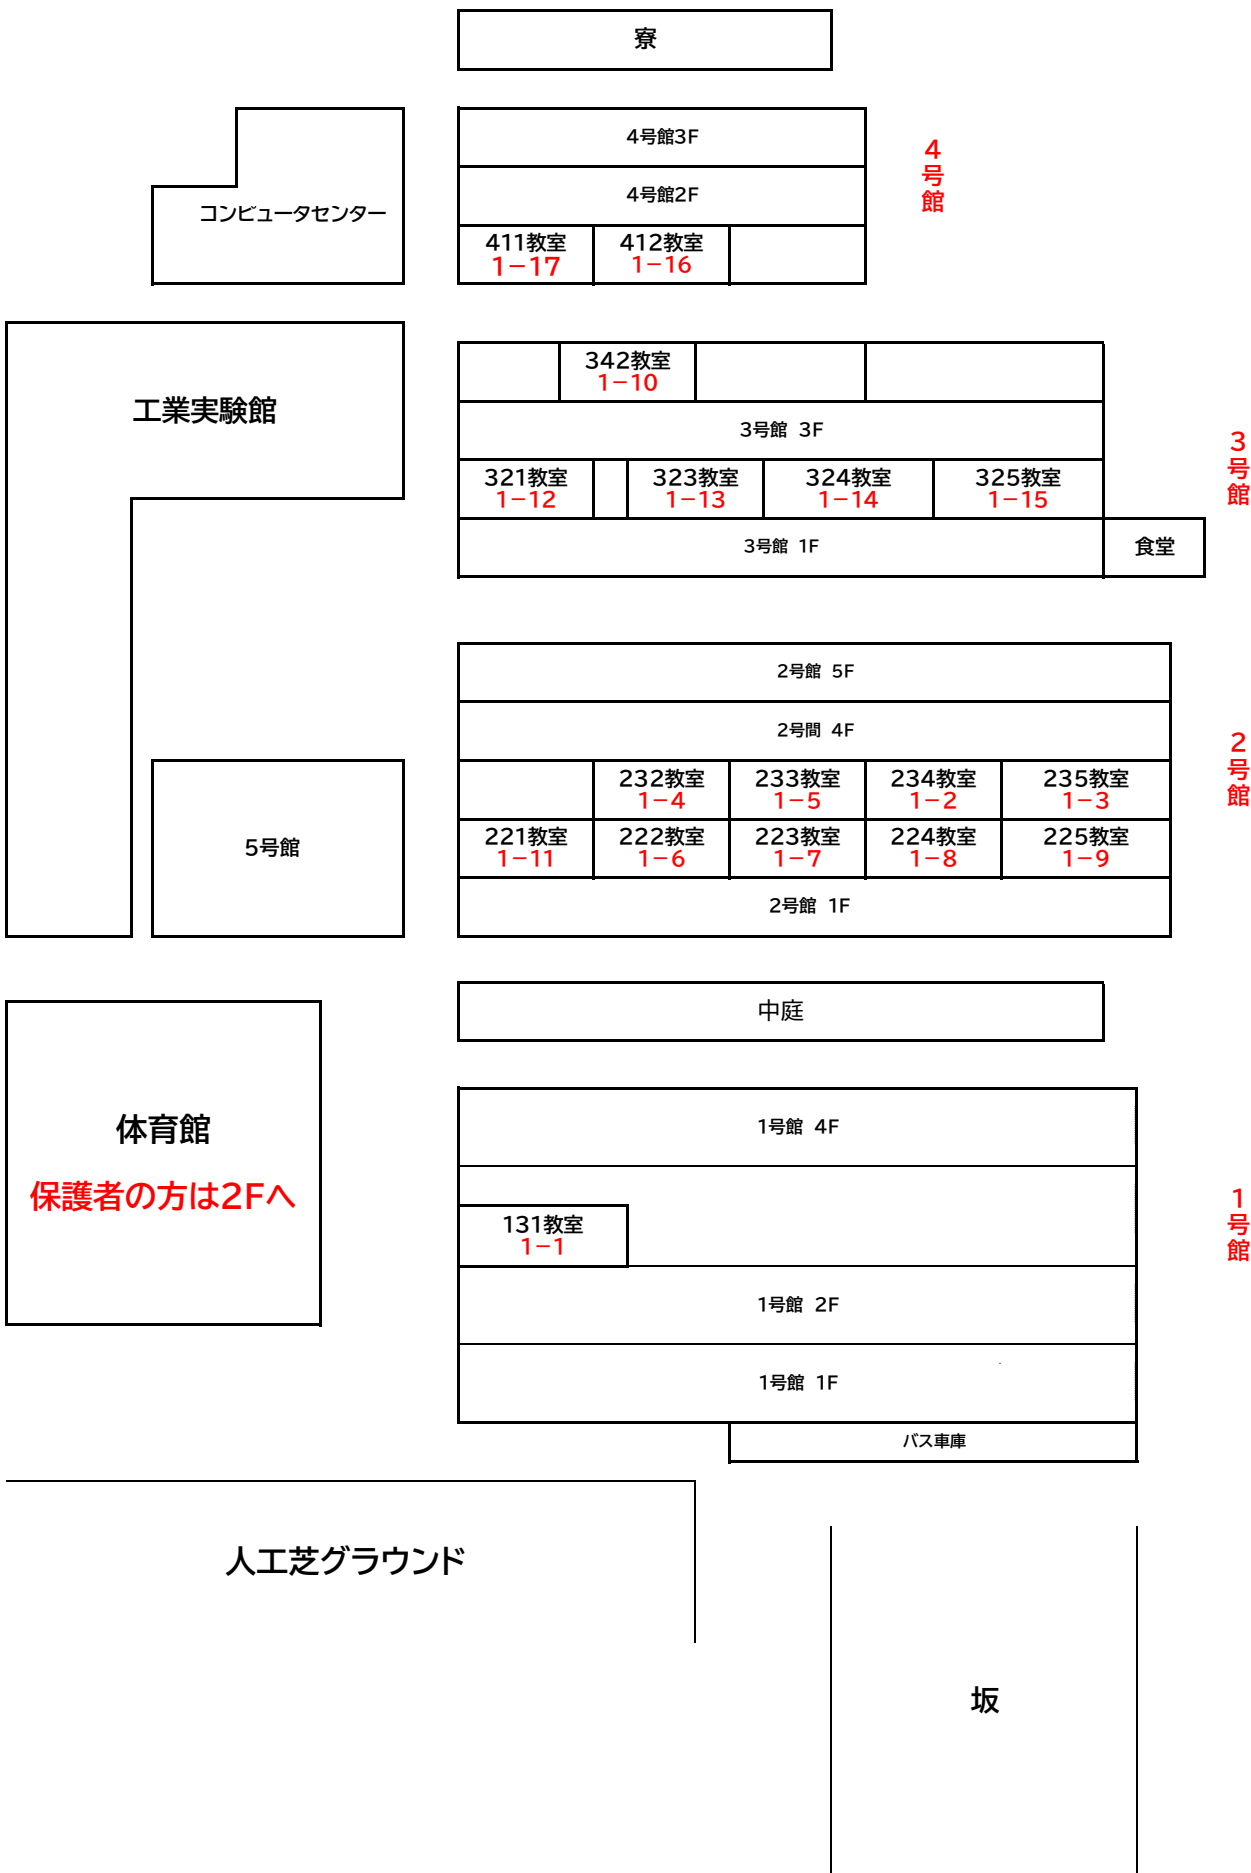 寮
4号館3F
4号館
4号館2F
コンピュータセンター
411教室 412教室
1−17 1−16
工業実験館
342教室
1−10
3号館 3F
3号館
321教室 323教室 324教室 325教室
1−12 1−13 1−14 1−15
3号館 1F
食堂
2号館 5F
2号間 4F
2号館
232教室 233教室 234教室 235教室
1−4 1−5 1−2 1−3
5号館
221教室 222教室 223教室 224教室 225教室
1−11 1−6 1−7 1−8 1−9
2号館 1F
中庭
体育館
保護者の方は2Fへ
1号館 4F
1号館
131教室
1−1
1号館 2F
1号館 1F
バス車庫
人工芝グラウンド
坂